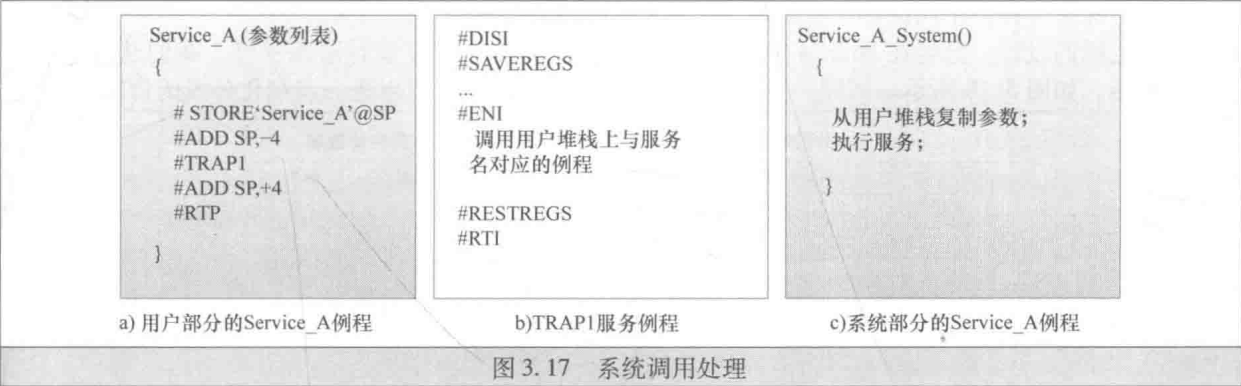 Service_A (参数列表)
{
# STORE‘Service_A’@SP
#ADD SP,−4
#TRAP1
#ADD SP,+4
#RTP
}
a) 用户部分的Service_A例程
#DISI
#SAVEREGS
...
#ENI
调用用户堆栈上与服务
名对应的例程
#RESTREGS
#RTI
b)TRAP1服务例程
Service_A_System()
{
从用户堆栈复制参数;
执行服务;
}
c)系统部分的Service_A例程
图 3.17 系统调用处理